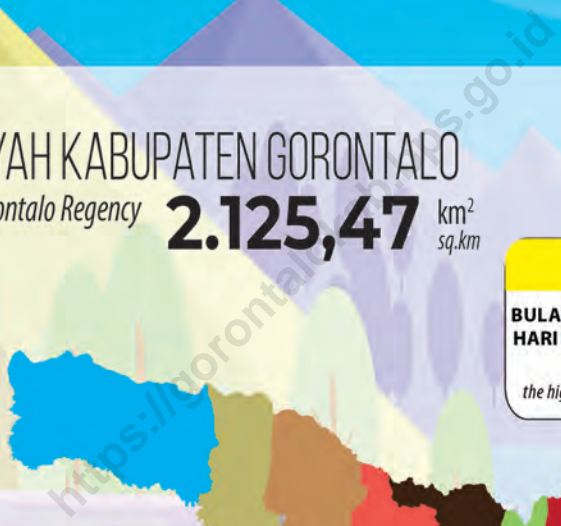 YAH KABUPATEN GORONTALO
ontalo Regency 2.125,47 km²
sq.km
BULA
HARI
the hig
https://gorontalokab.bps.go.id